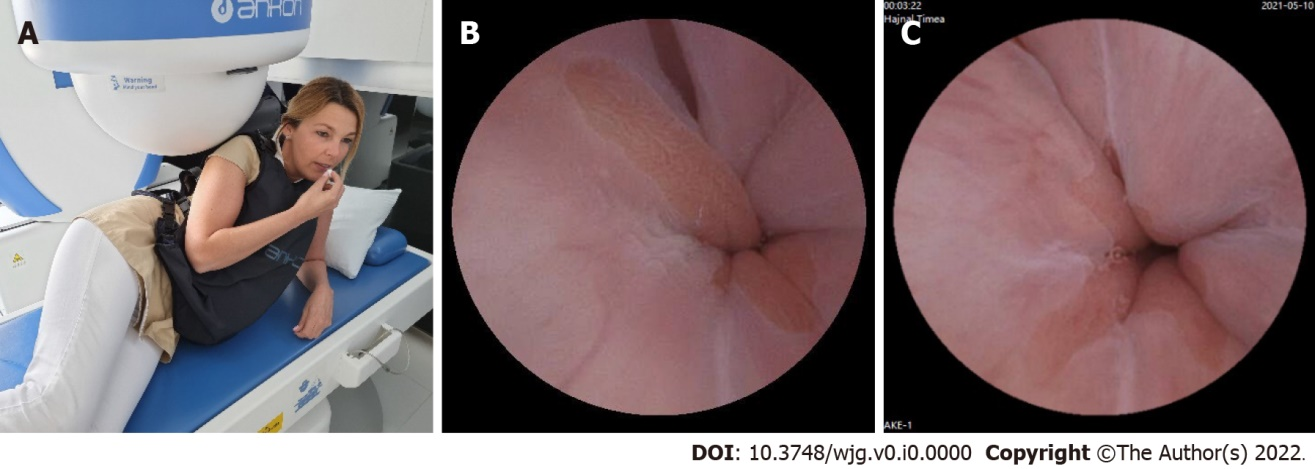 A
ankon
Warning
B
00:03:22
2021-05-10
Hajnal Timea
C
AKE-1
DOI: 10.3748/wjg.v0.i0.0000 Copyright ©The Author(s) 2022.